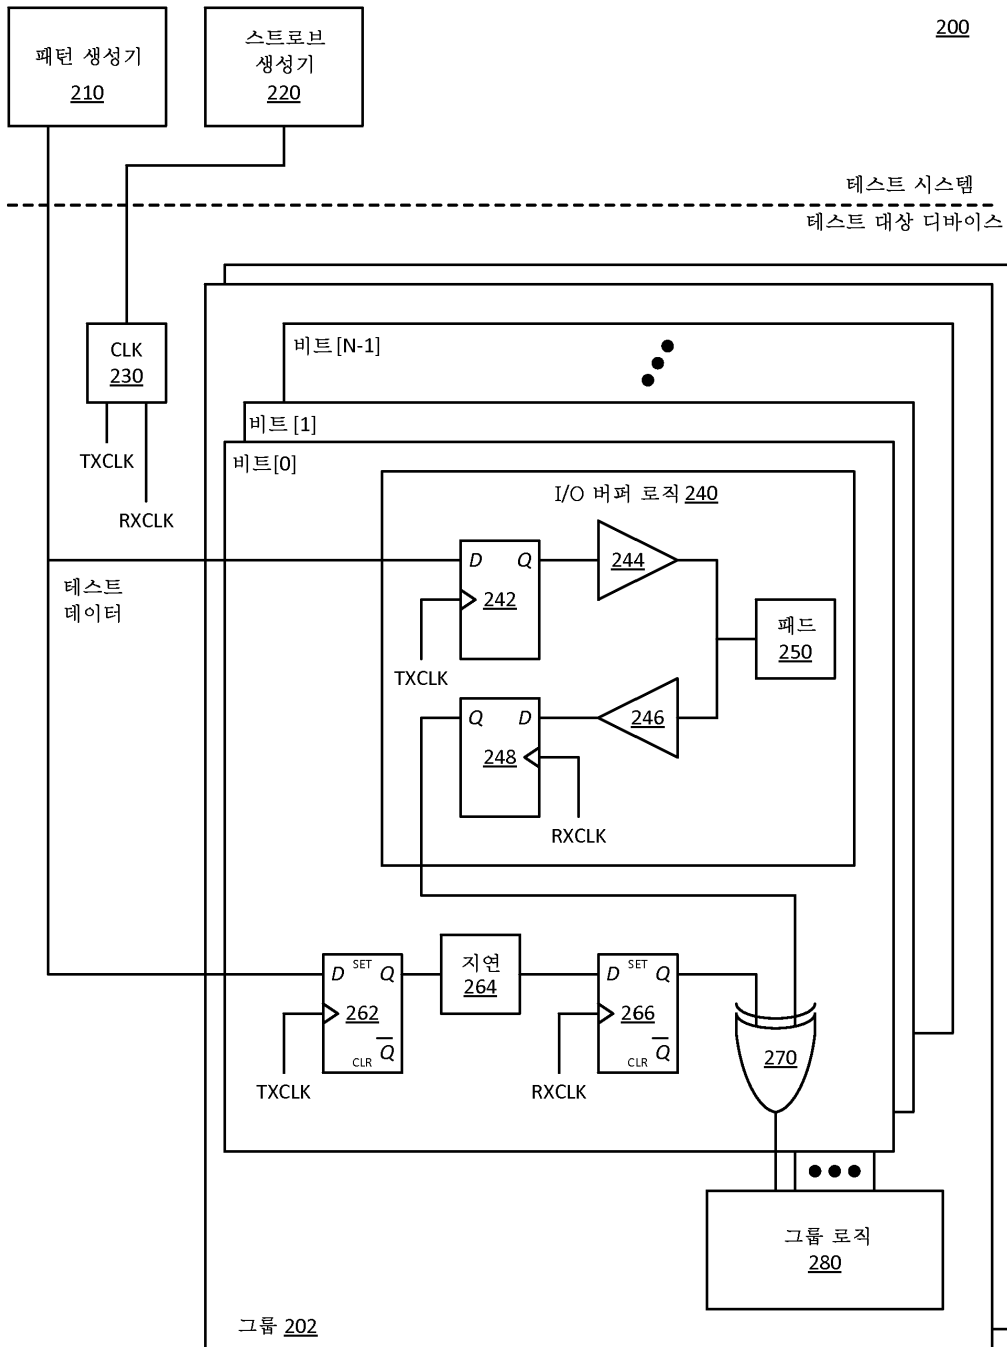 200
패턴 생성기
210
스트로브
생성기
220
테스트 시스템
테스트 대상 디바이스
CLK
230
TXCLK
RXCLK
비트[N-1]
비트[1]
비트[0]
I/O 버퍼 로직 240
테스트
데이터
D Q
242
TXCLK
244
패드
250
246
Q D
248
RXCLK
D SET Q
262
CLR Q
TXCLK
지연
264
D SET Q
266
CLR Q
RXCLK
270
그룹 로직
280
그룹 202